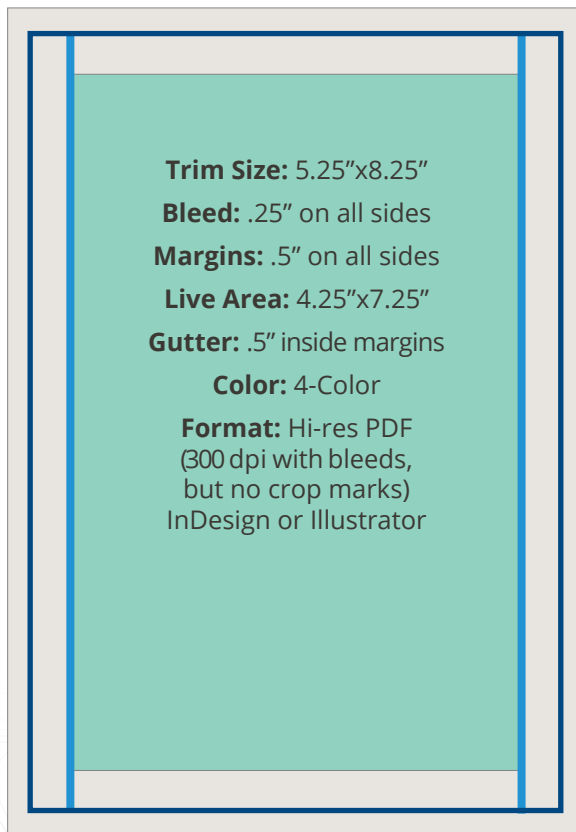 Trim Size: 5.25”x8.25”
Bleed: .25” on all sides
Margins: .5” on all sides
Live Area: 4.25”x7.25”
Gutter: .5” inside margins
Color: 4-Color
Format: Hi-res PDF
(300 dpi with bleeds,
but no crop marks)
InDesign or Illustrator